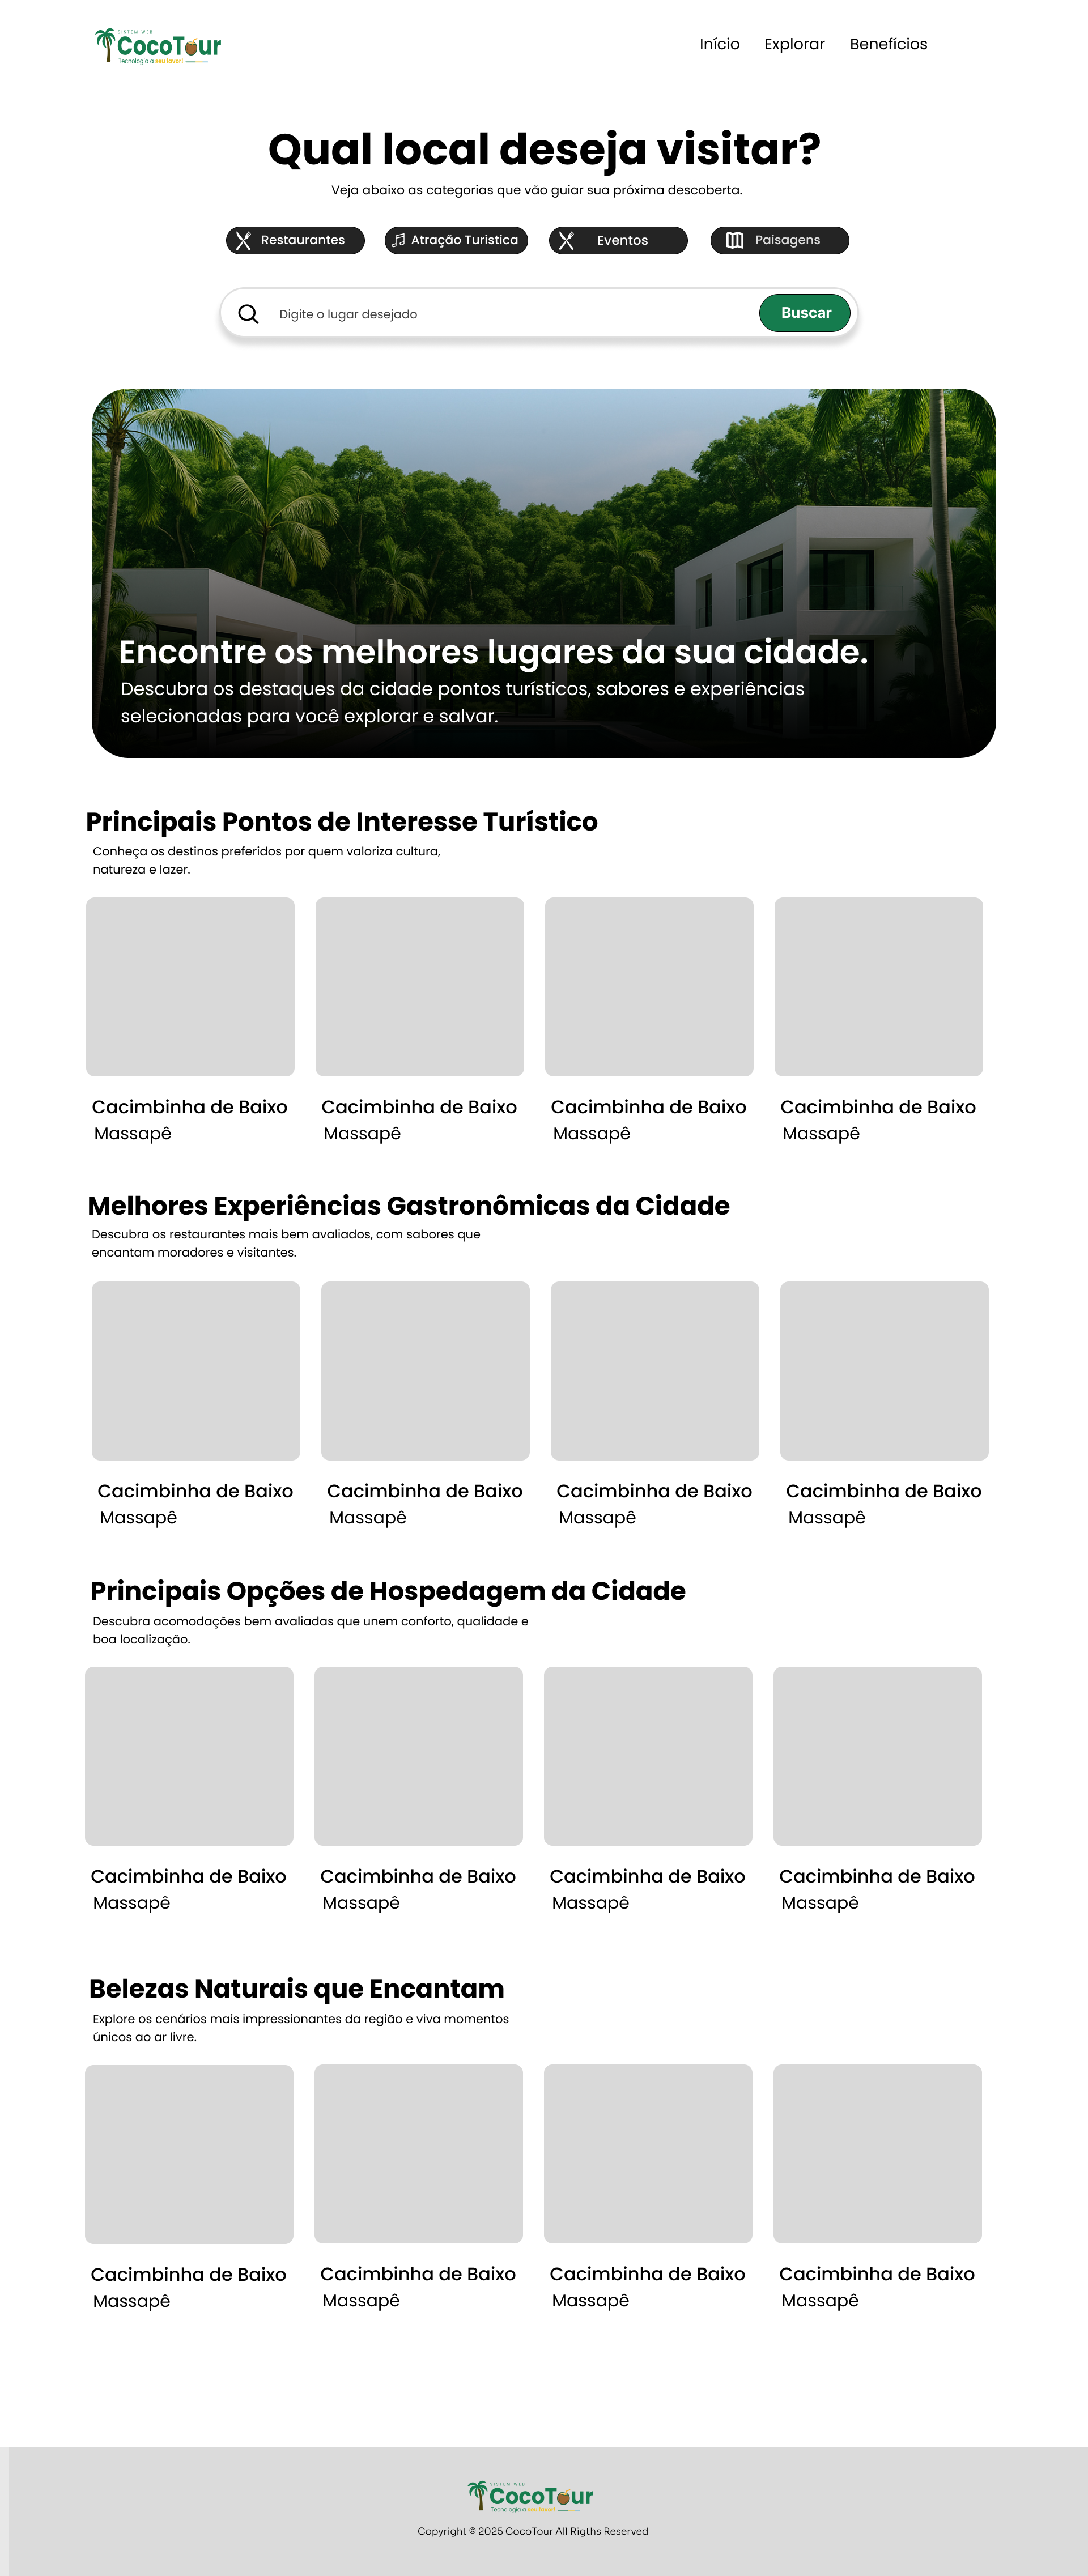 SISTEM WEB
CocoTour
Tecnologia a seu favor!
Início Explorar Benefícios
Qual local deseja visitar?
Veja abaixo as categorias que vão guiar sua próxima descoberta.
Restaurantes Atração Turistica Eventos Paisagens
Digite o lugar desejado Buscar
Encontre os melhores lugares da sua cidade.
Descubra os destaques da cidade pontos turísticos, sabores e experiências
selecionadas para você explorar e salvar.
Principais Pontos de Interesse Turístico
Conheça os destinos preferidos por quem valoriza cultura,
natureza e lazer.
Cacimbinha de Baixo Cacimbinha de Baixo Cacimbinha de Baixo Cacimbinha de Baixo
Massapê Massapê Massapê Massapê
Melhores Experiências Gastronômicas da Cidade
Descubra os restaurantes mais bem avaliados, com sabores que
encantam moradores e visitantes.
Cacimbinha de Baixo Cacimbinha de Baixo Cacimbinha de Baixo Cacimbinha de Baixo
Massapê Massapê Massapê Massapê
Principais Opções de Hospedagem da Cidade
Descubra acomodações bem avaliadas que unem conforto, qualidade e
boa localização.
Cacimbinha de Baixo Cacimbinha de Baixo Cacimbinha de Baixo Cacimbinha de Baixo
Massapê Massapê Massapê Massapê
Belezas Naturais que Encantam
Explore os cenários mais impressionantes da região e viva momentos
únicos ao ar livre.
Cacimbinha de Baixo Cacimbinha de Baixo Cacimbinha de Baixo Cacimbinha de Baixo
Massapê Massapê Massapê Massapê
SISTEM WEB
CocoTour
Tecnologia a seu favor!
Copyright © 2025 CocoTour All Rigths Reserved